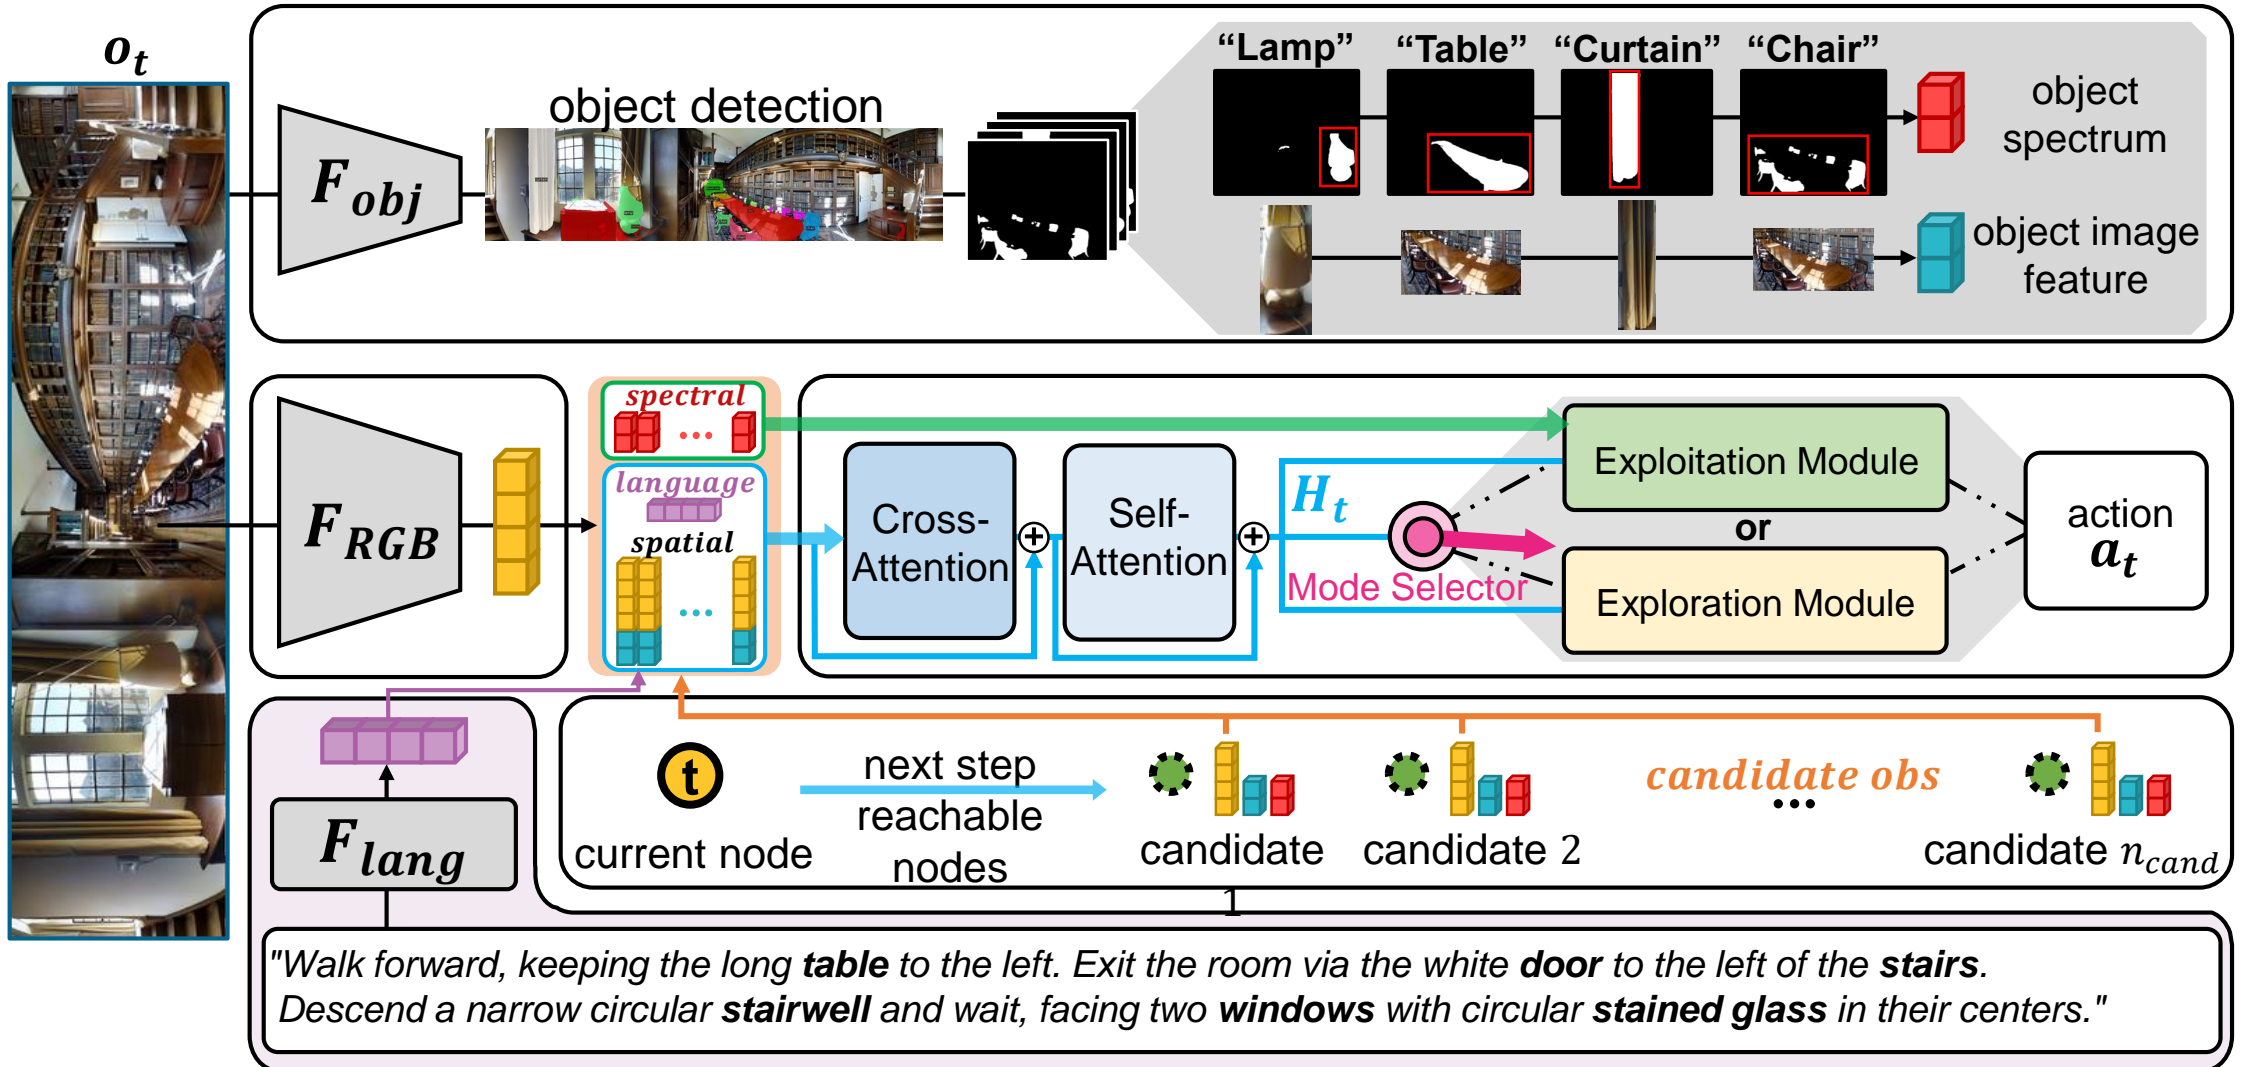 o_t
"Lamp" "Table" "Curtain" "Chair"
object detection
F_obj
object
spectrum
object image
feature
F_RGB
spectral
...
language
spatial
...
Cross-
Attention
Self-
Attention
H_t
Mode Selector
Exploitation Module
or
Exploration Module
action
a_t
F_lang
t
current node
next step
reachable
nodes
candidate
1
candidate 2
candidate obs
...
candidate n_cand
"Walk forward, keeping the long table to the left. Exit the room via the white door to the left of the stairs.
Descend a narrow circular stairwell and wait, facing two windows with circular stained glass in their centers."